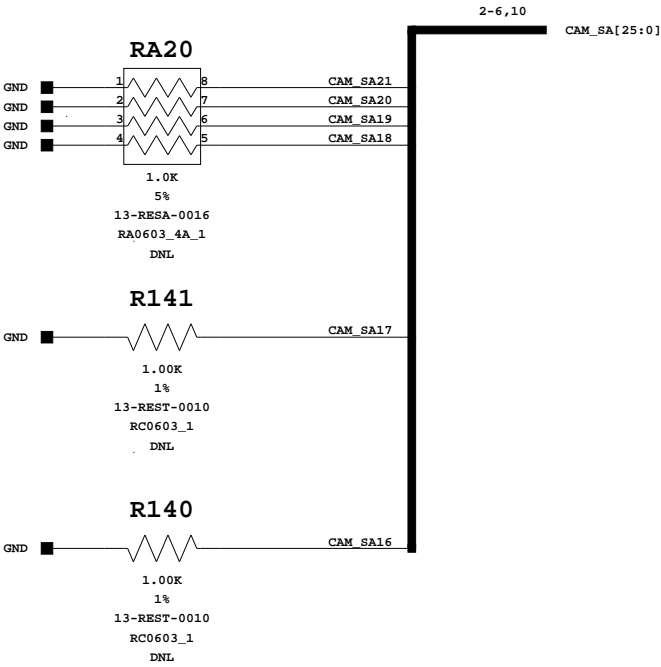 2-6,10
CAM_SA[25:0]
RA20
GND 1 8 CAM_SA21
GND 2 7 CAM_SA20
GND 3 6 CAM_SA19
GND 4 5 CAM_SA18
1.0K
5%
13-RESA-0016
RA0603_4A_1
DNL
R141
GND CAM_SA17
1.00K
1%
13-REST-0010
RC0603_1
DNL
R140
GND CAM_SA16
1.00K
1%
13-REST-0010
RC0603_1
DNL